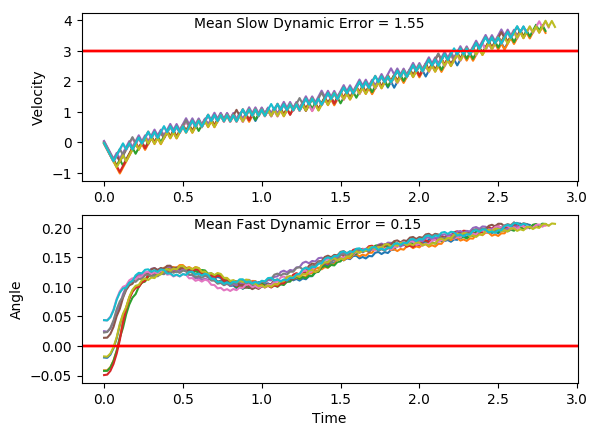 Mean Slow Dynamic Error = 1.55
Velocity
4
3
2
1
0
−1
0.0 0.5 1.0 1.5 2.0 2.5 3.0
Mean Fast Dynamic Error = 0.15
Angle
0.20
0.15
0.10
0.05
0.00
−0.05
0.0 0.5 1.0 1.5 2.0 2.5 3.0
Time